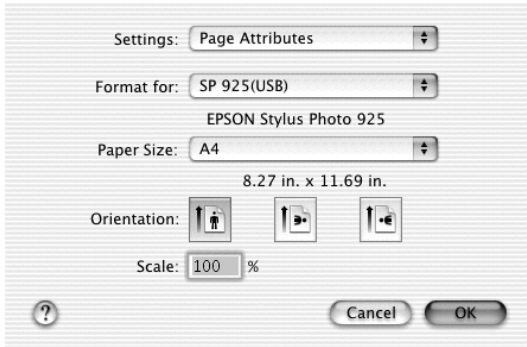 Settings: Page Attributes
Format for: SP 925(USB)
EPSON Stylus Photo 925
Paper Size: A4
8.27 in. x 11.69 in.
Orientation:
Scale: 100 %
? Cancel OK